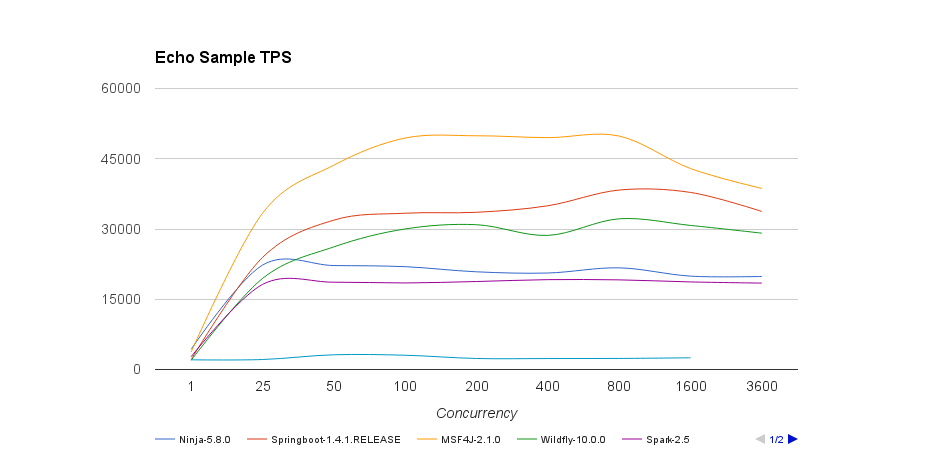 Echo Sample TPS
60000
45000
30000
15000
0
1 25 50 100 200 400 800 1600 3600
Concurrency
Ninja-5.8.0 Springboot-1.4.1.RELEASE MSF4J-2.1.0 Wildfly-10.0.0 Spark-2.5 1/2